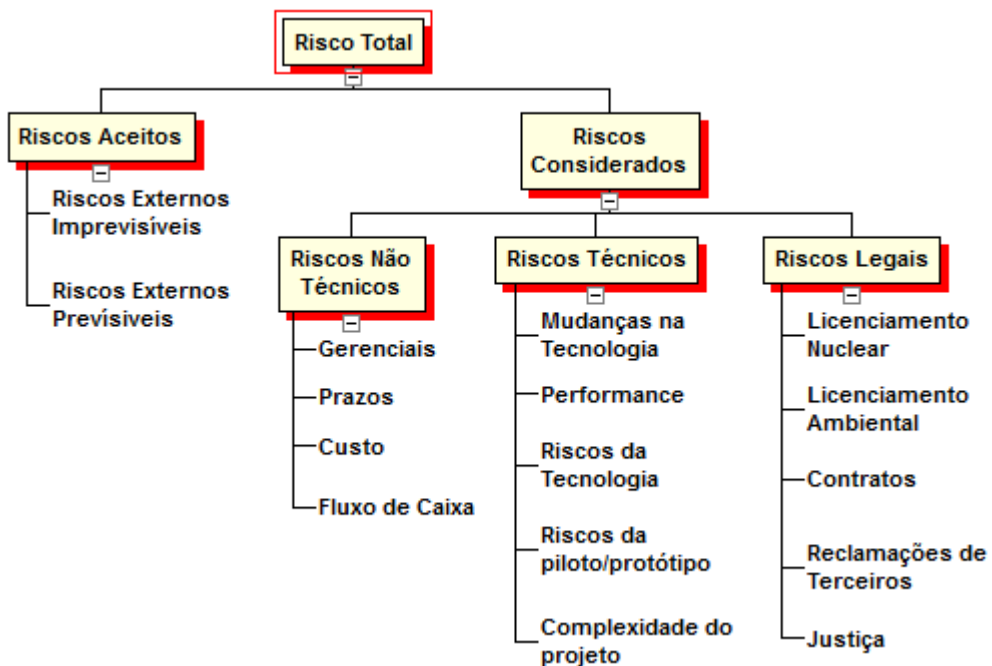 Risco Total
Riscos Aceitos
Riscos Externos
Imprevisíveis
Riscos Externos
Prevísiveis
Riscos
Considerados
Riscos Não
Técnicos
Gerenciais
Prazos
Custo
Fluxo de Caixa
Riscos Técnicos
Mudanças na
Tecnologia
Performance
Riscos da
Tecnologia
Riscos da
piloto/protótipo
Complexidade do
projeto
Riscos Legais
Licenciamento
Nuclear
Licenciamento
Ambiental
Contratos
Reclamações de
Terceiros
Justiça